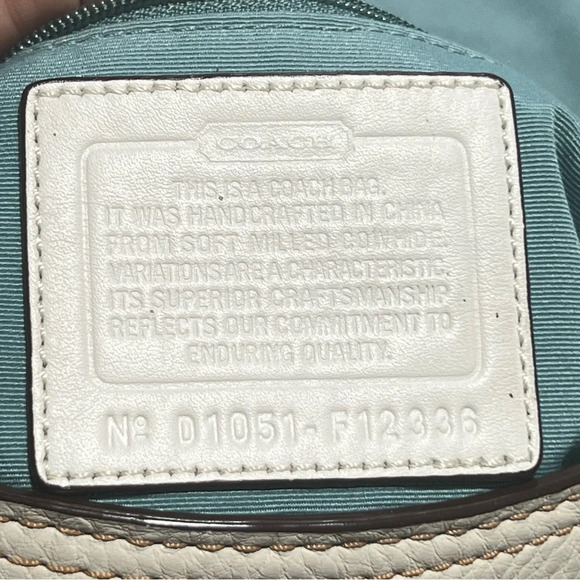 COACH
THIS IS A COACH BAG.
IT WAS HANDCRAFTED IN CHINA
FROM SOFT MILLED COWHIDE.
VARIATIONS ARE A CHARACTERISTIC.
ITS SUPERIOR CRAFTSMANSHIP
REFLECTS OUR COMMITMENT TO
ENDURING QUALITY.
Nº D1051-F12336